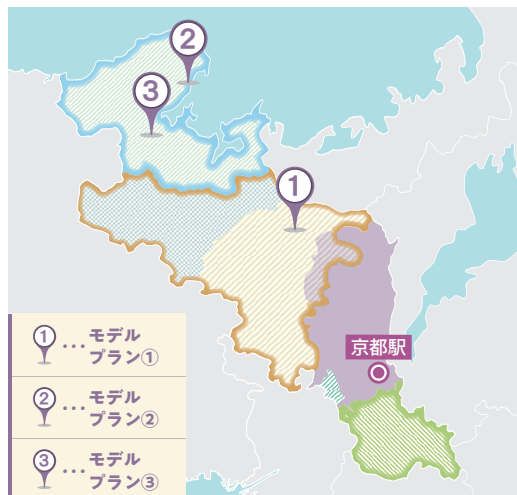 2
3
1
京都駅
1 … モデル
プラン①
2 … モデル
プラン②
3 … モデル
プラン③